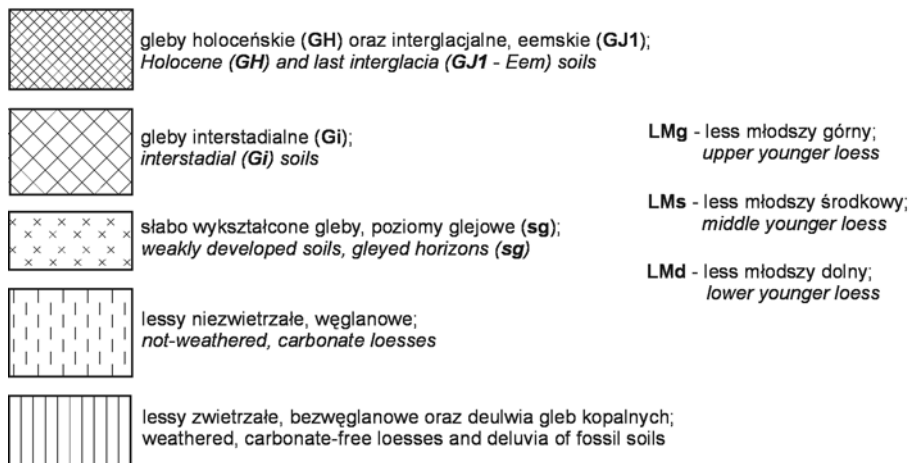 gleby holoceńskie (GH) oraz interglacjalne, eemskie (GJ1);
Holocene (GH) and last interglacia (GJ1 - Eem) soils
gleby interstadialne (Gi);
interstadial (Gi) soils
słabo wykształcone gleby, poziomy glejowe (sg);
weakly developed soils, gleyed horizons (sg)
lessy niezwietrzałe, węglanowe;
not-weathered, carbonate loesses
lessy zwietrzałe, bezwęglanowe oraz deulwia gleb kopalnych;
weathered, carbonate-free loesses and deluvia of fossil soils
LMg - less młodszy górny;
upper younger loess
LMs - less młodszy środkowy;
middle younger loess
LMd - less młodszy dolny;
lower younger loess